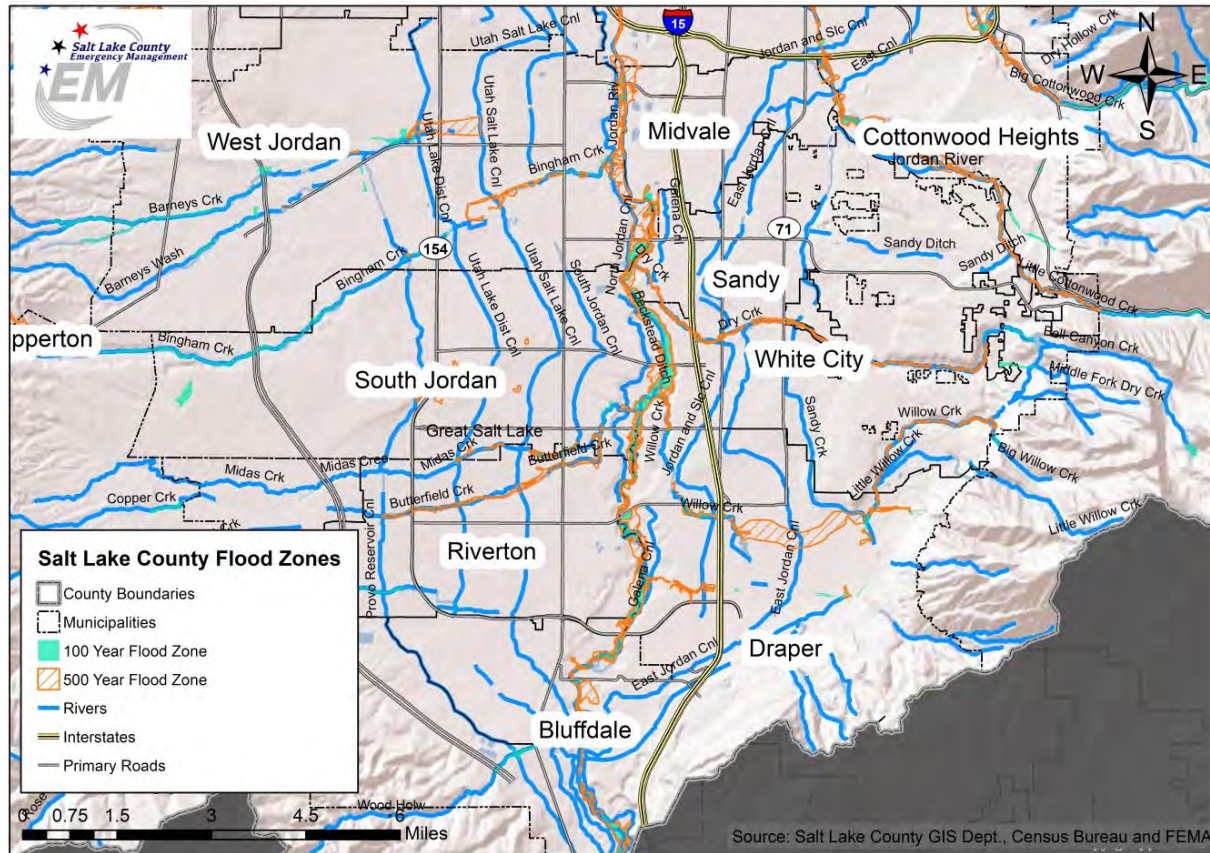 Salt Lake County
Emergency Management
EM
15
N
W E
S
Utah Salt Lake Cnl
Jordan and Slc Cnl
East Cnl
Dry Hollow Crk
Big Cottonwood Crk
Utah Lake Dist Cnl
Utah Salt Lake Cnl
Jordan Riv
Midvale
West Jordan
Cottonwood Heights
Jordan River
Bingham Crk
East Jordan Cnl
Galena Cnl
Barneys Crk
Barneys Wash
154
71
North Jordan Cnl
Dry Crk
Sandy Ditch
Sandy Ditch
Little Cottonwood Crk
Bingham Crk
Utah Lake Dist Cnl
Utah Salt Lake Cnl
South Jordan Cnl
Sandy
Beckstead Ditch
Dry Crk
pperton
Bingham Crk
White City
Bell Canyon Crk
Middle Fork Dry Crk
South Jordan
Jordan and Slc Cnl
Sandy Crk
Willow Crk
Great Salt Lake
Willow Crk
Little Willow Crk
Midas Crk
Midas Cree
Midas Crk
Butterfield Crk
Big Willow Crk
Copper Crk
Butterfield Crk
Willow Crk
Little Willow Crk
Crk
Provo Reservoir Cnl
Riverton
Galena Cnl
East Jordan Cnl
Draper
East Jordan Cnl
Bluffdale
Wood Holw
Rose
Salt Lake County Flood Zones
County Boundaries
Municipalities
100 Year Flood Zone
500 Year Flood Zone
Rivers
Interstates
Primary Roads
0 0.75 1.5 3 4.5 6
Miles
Source: Salt Lake County GIS Dept., Census Bureau and FEMA